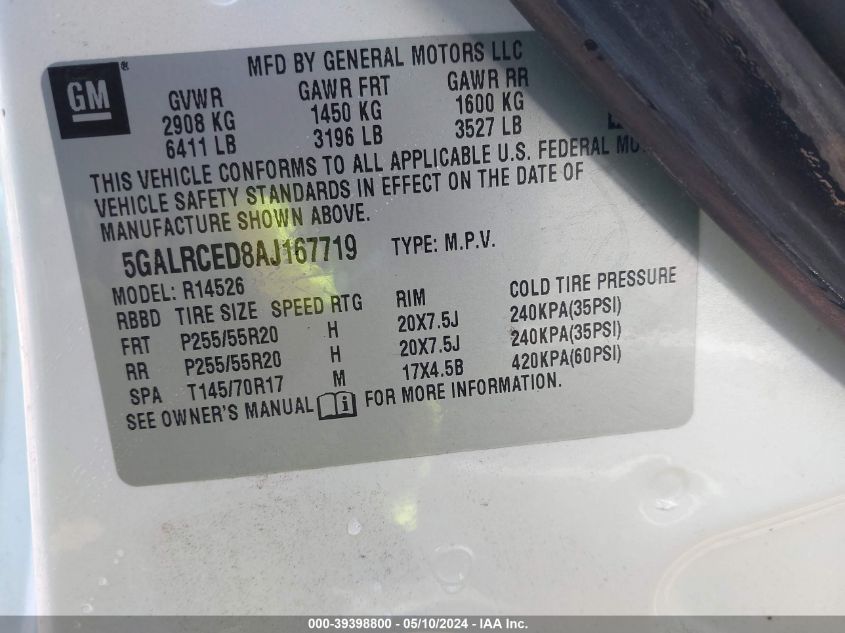 MFD BY GENERAL MOTORS LLC
GM®
GVWR GAWR FRT GAWR RR
2908 KG 1450 KG 1600 KG
6411 LB 3196 LB 3527 LB
THIS VEHICLE CONFORMS TO ALL APPLICABLE U.S. FEDERAL
VEHICLE SAFETY STANDARDS IN EFFECT ON THE DATE OF
MANUFACTURE SHOWN ABOVE.
5GALRCED8AJ167719 TYPE: M.P.V.
MODEL: R14526
RBBD TIRE SIZE SPEED RTG RIM COLD TIRE PRESSURE
FRT P255/55R20 H 20X7.5J 240KPA(35PSI)
RR P255/55R20 H 20X7.5J 240KPA(35PSI)
SPA T145/70R17 M 17X4.5B 420KPA(60PSI)
SEE OWNER'S MANUAL i FOR MORE INFORMATION.
000-39398800 — 05/10/2024 — IAA Inc.